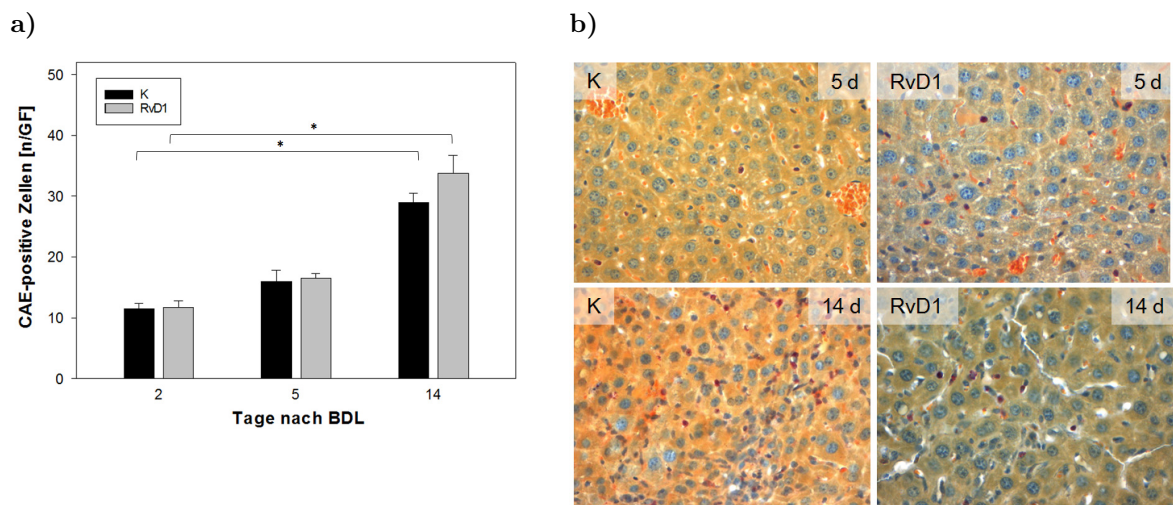 a)
50
40
30
20
10
0
CAE-positive Zellen [n/GF]
K
RvD1
*
*
2 5 14
Tage nach BDL
b)
K 5 d
RvD1 5 d
K 14 d
RvD1 14 d